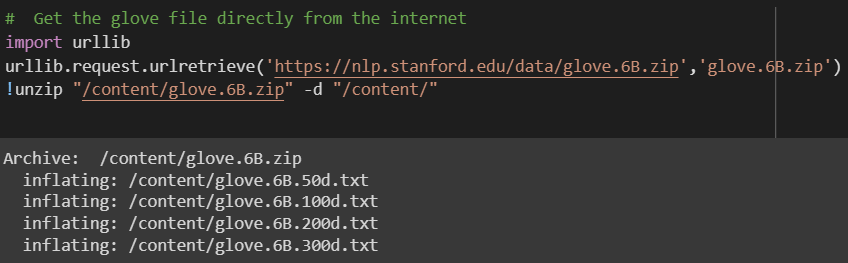 #  Get the glove file directly from the internet
import urllib
urllib.request.urlretrieve('https://nlp.stanford.edu/data/glove.6B.zip','glove.6B.zip')
!unzip "/content/glove.6B.zip" -d "/content/"
Archive:  /content/glove.6B.zip
  inflating: /content/glove.6B.50d.txt
  inflating: /content/glove.6B.100d.txt
  inflating: /content/glove.6B.200d.txt
  inflating: /content/glove.6B.300d.txt